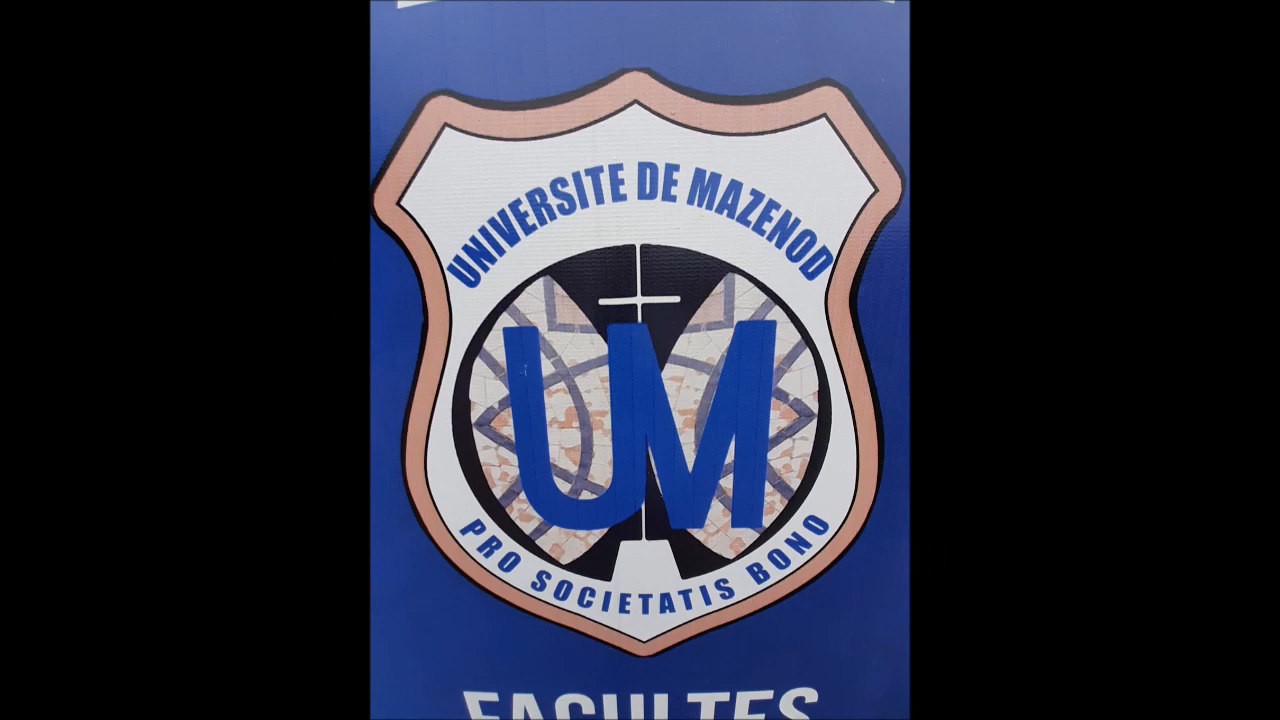 UNIVERSITE DE MAZENOD
UM
PRO SOCIETATIS BONO
FACULTES